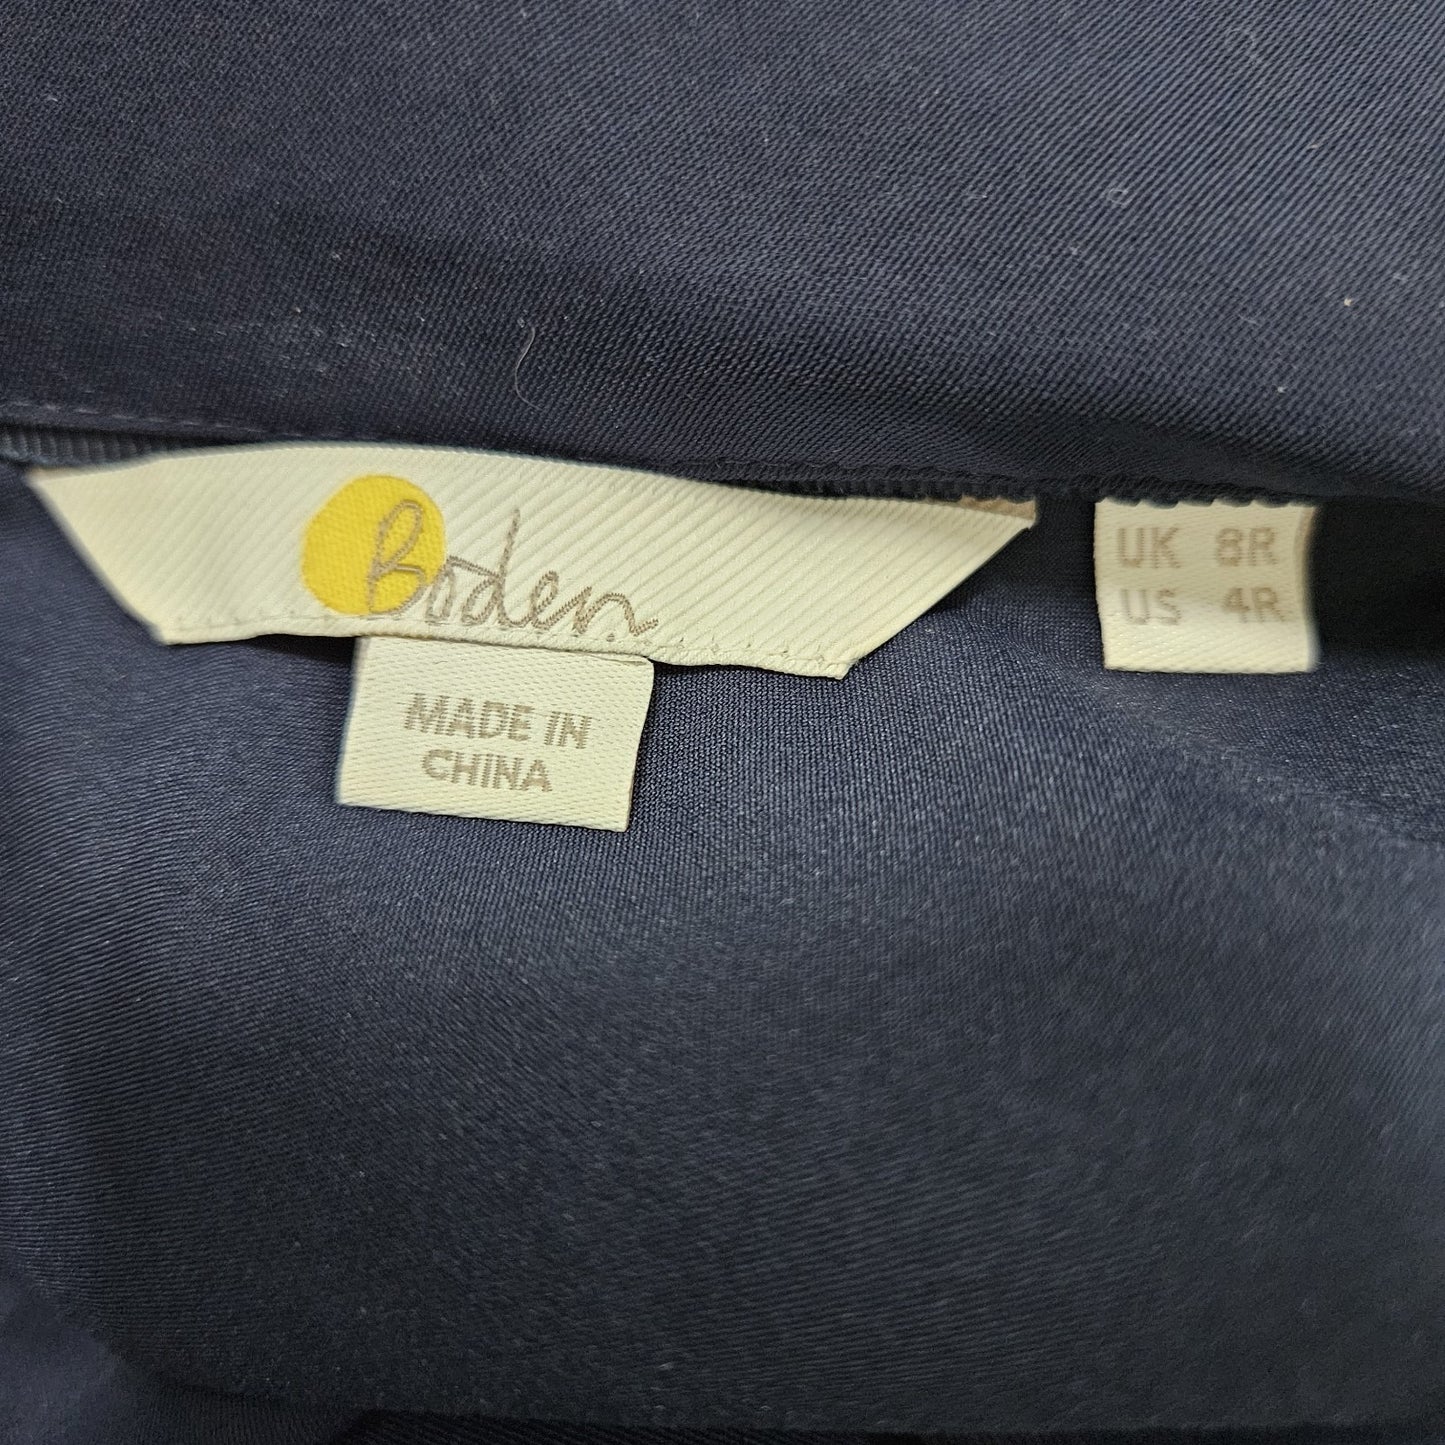 Boden
MADE IN
CHINA
UK 8R
US 4R